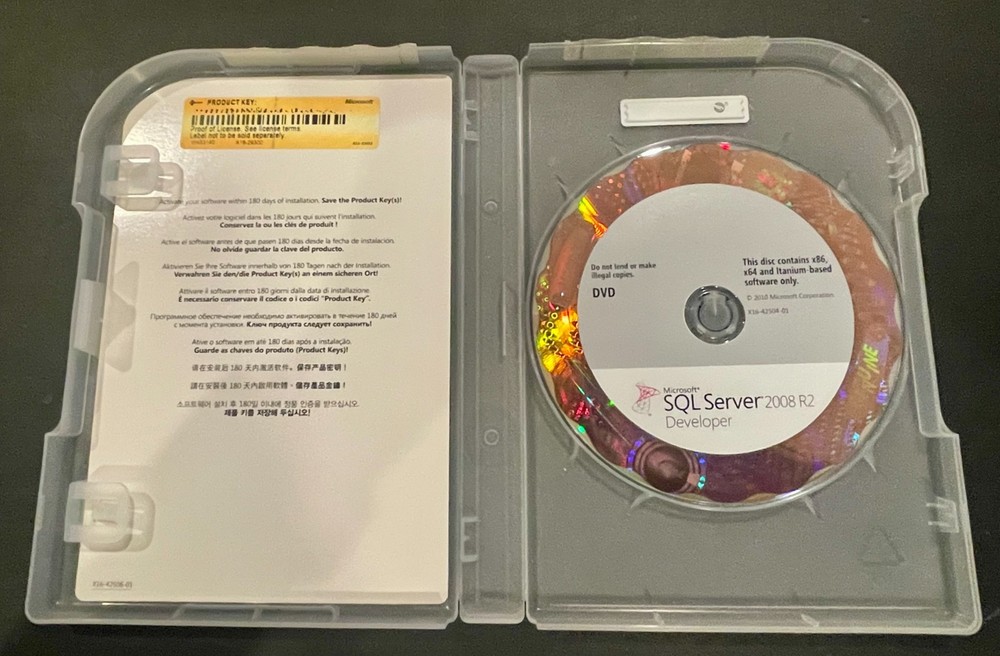 PRODUCT KEY:
Microsoft
Proof of License. See license terms.
Label not to be sold separately.
Activate your software within 180 days of installation. Save the Product Key(s)!
Activez votre logiciel dans les 180 jours qui suivent l'installation.
Conservez la ou les clés de produit !
Active el software antes de que pasen 180 días desde la fecha de instalación.
No olvide guardar la clave del producto.
Aktivieren Sie Ihre Software innerhalb von 180 Tagen nach der Installation.
Verwahren Sie den/die Product Key(s) an einem sicheren Ort!
Attivare il software entro 180 giorni dalla data di installazione.
È necessario conservare il codice o i codici "Product Key".
Программное обеспечение необходимо активировать в течение 180 дней
с момента установки. Ключ продукта следует сохранить!
Ative o software em até 180 dias após a instalação.
Guarde as chaves do produto (Product Keys)!
请在安装后 180 天内激活软件。保存产品密钥！
請在安裝後 180 天內啟用軟體。儲存產品金鑰！
소프트웨어 설치 후 180일 이내에 정품 인증을 받으십시오.
제품 키를 저장해 두십시오!
X16-42504-01
Do not lend or make
illegal copies.
DVD
This disc contains x86,
x64 and Itanium-based
software only.
© 2010 Microsoft Corporation.
X16-42504-01
Microsoft®
SQL Server 2008 R2
Developer